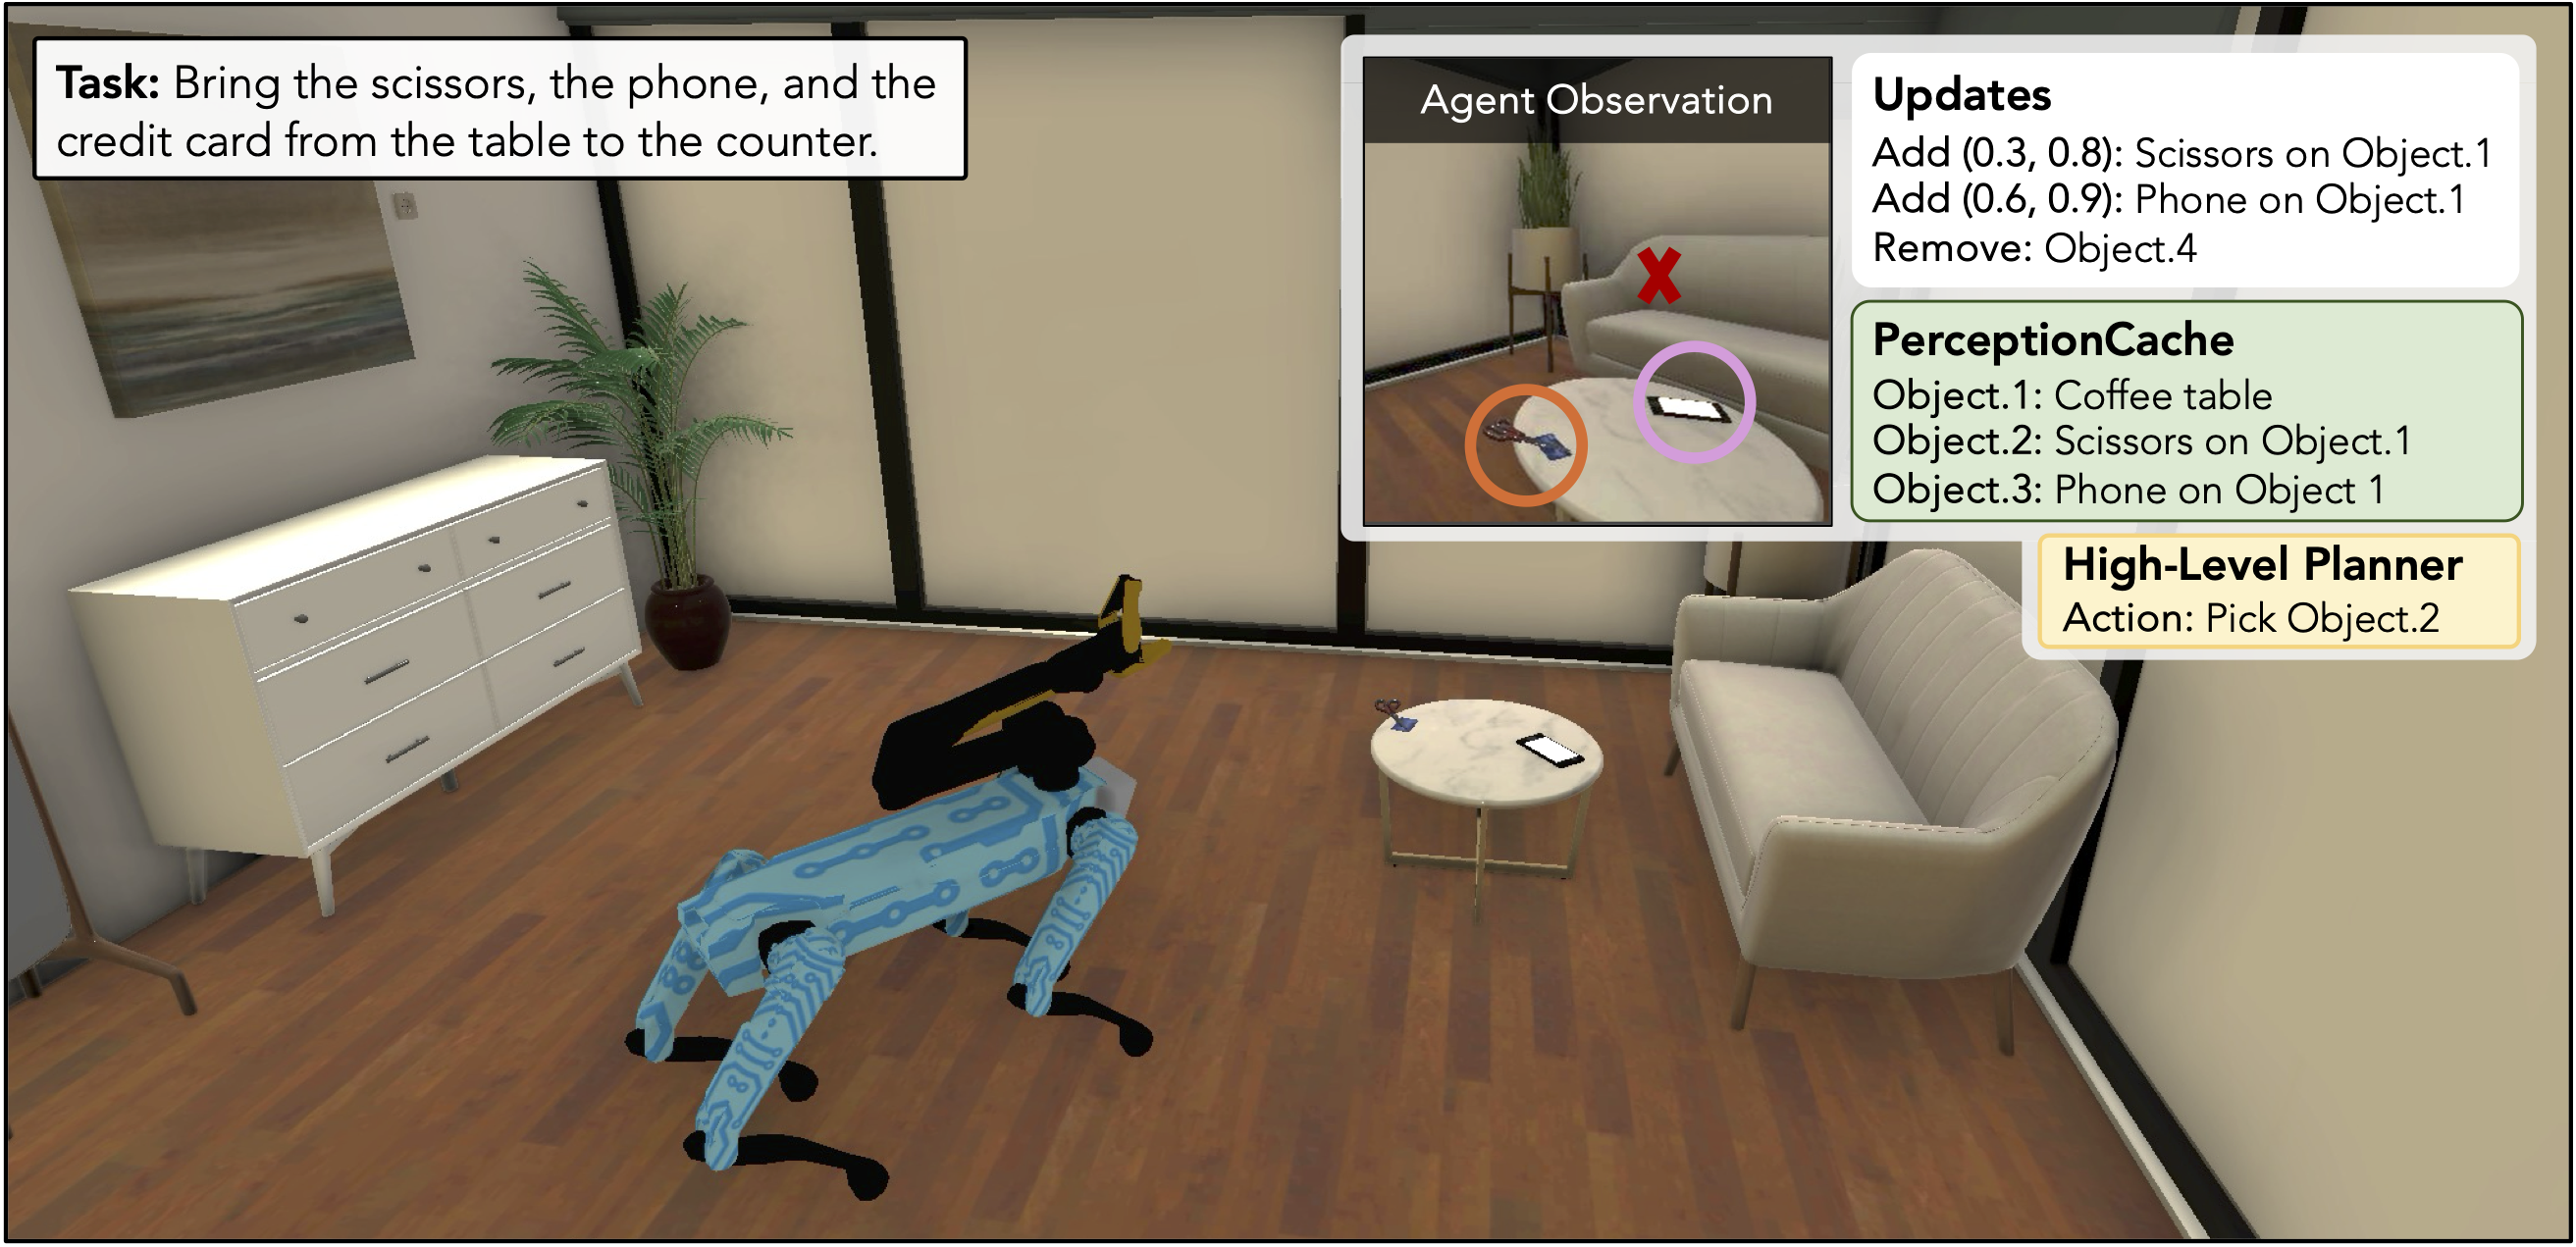 Task: Bring the scissors, the phone, and the
credit card from the table to the counter.
Agent Observation
Updates
Add (0.3, 0.8): Scissors on Object.1
Add (0.6, 0.9): Phone on Object.1
Remove: Object.4
PerceptionCache
Object.1: Coffee table
Object.2: Scissors on Object.1
Object.3: Phone on Object 1
High-Level Planner
Action: Pick Object.2